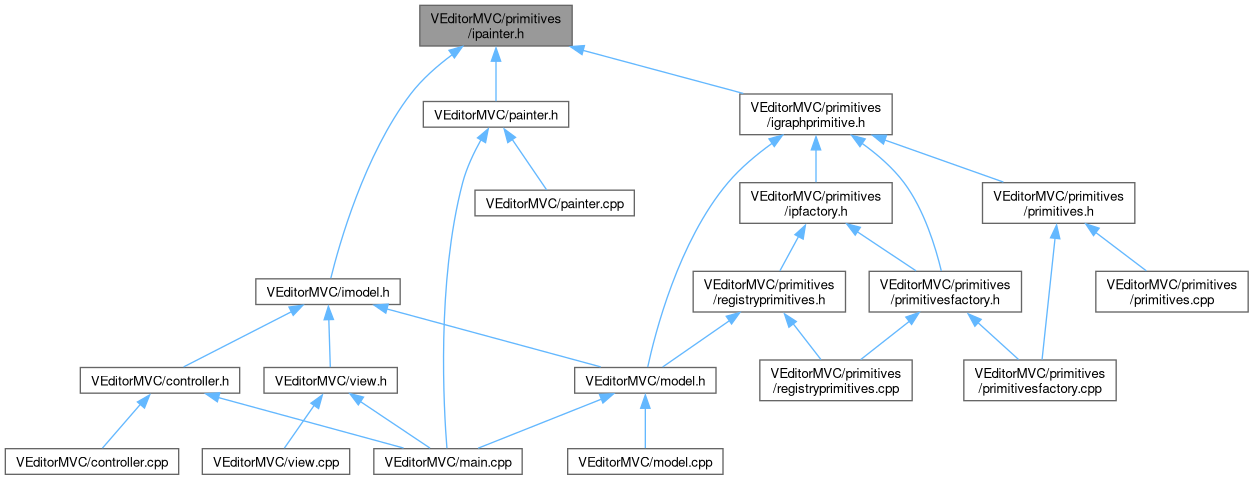 VEditorMVC/primitives
/ipainter.h
VEditorMVC/painter.h
VEditorMVC/primitives
/igraphprimitive.h
VEditorMVC/painter.cpp
VEditorMVC/primitives
/ipfactory.h
VEditorMVC/primitives
/primitives.h
VEditorMVC/imodel.h
VEditorMVC/primitives
/registryprimitives.h
VEditorMVC/primitives
/primitivesfactory.h
VEditorMVC/primitives
/primitives.cpp
VEditorMVC/controller.h
VEditorMVC/view.h
VEditorMVC/model.h
VEditorMVC/primitives
/registryprimitives.cpp
VEditorMVC/primitives
/primitivesfactory.cpp
VEditorMVC/controller.cpp
VEditorMVC/view.cpp
VEditorMVC/main.cpp
VEditorMVC/model.cpp